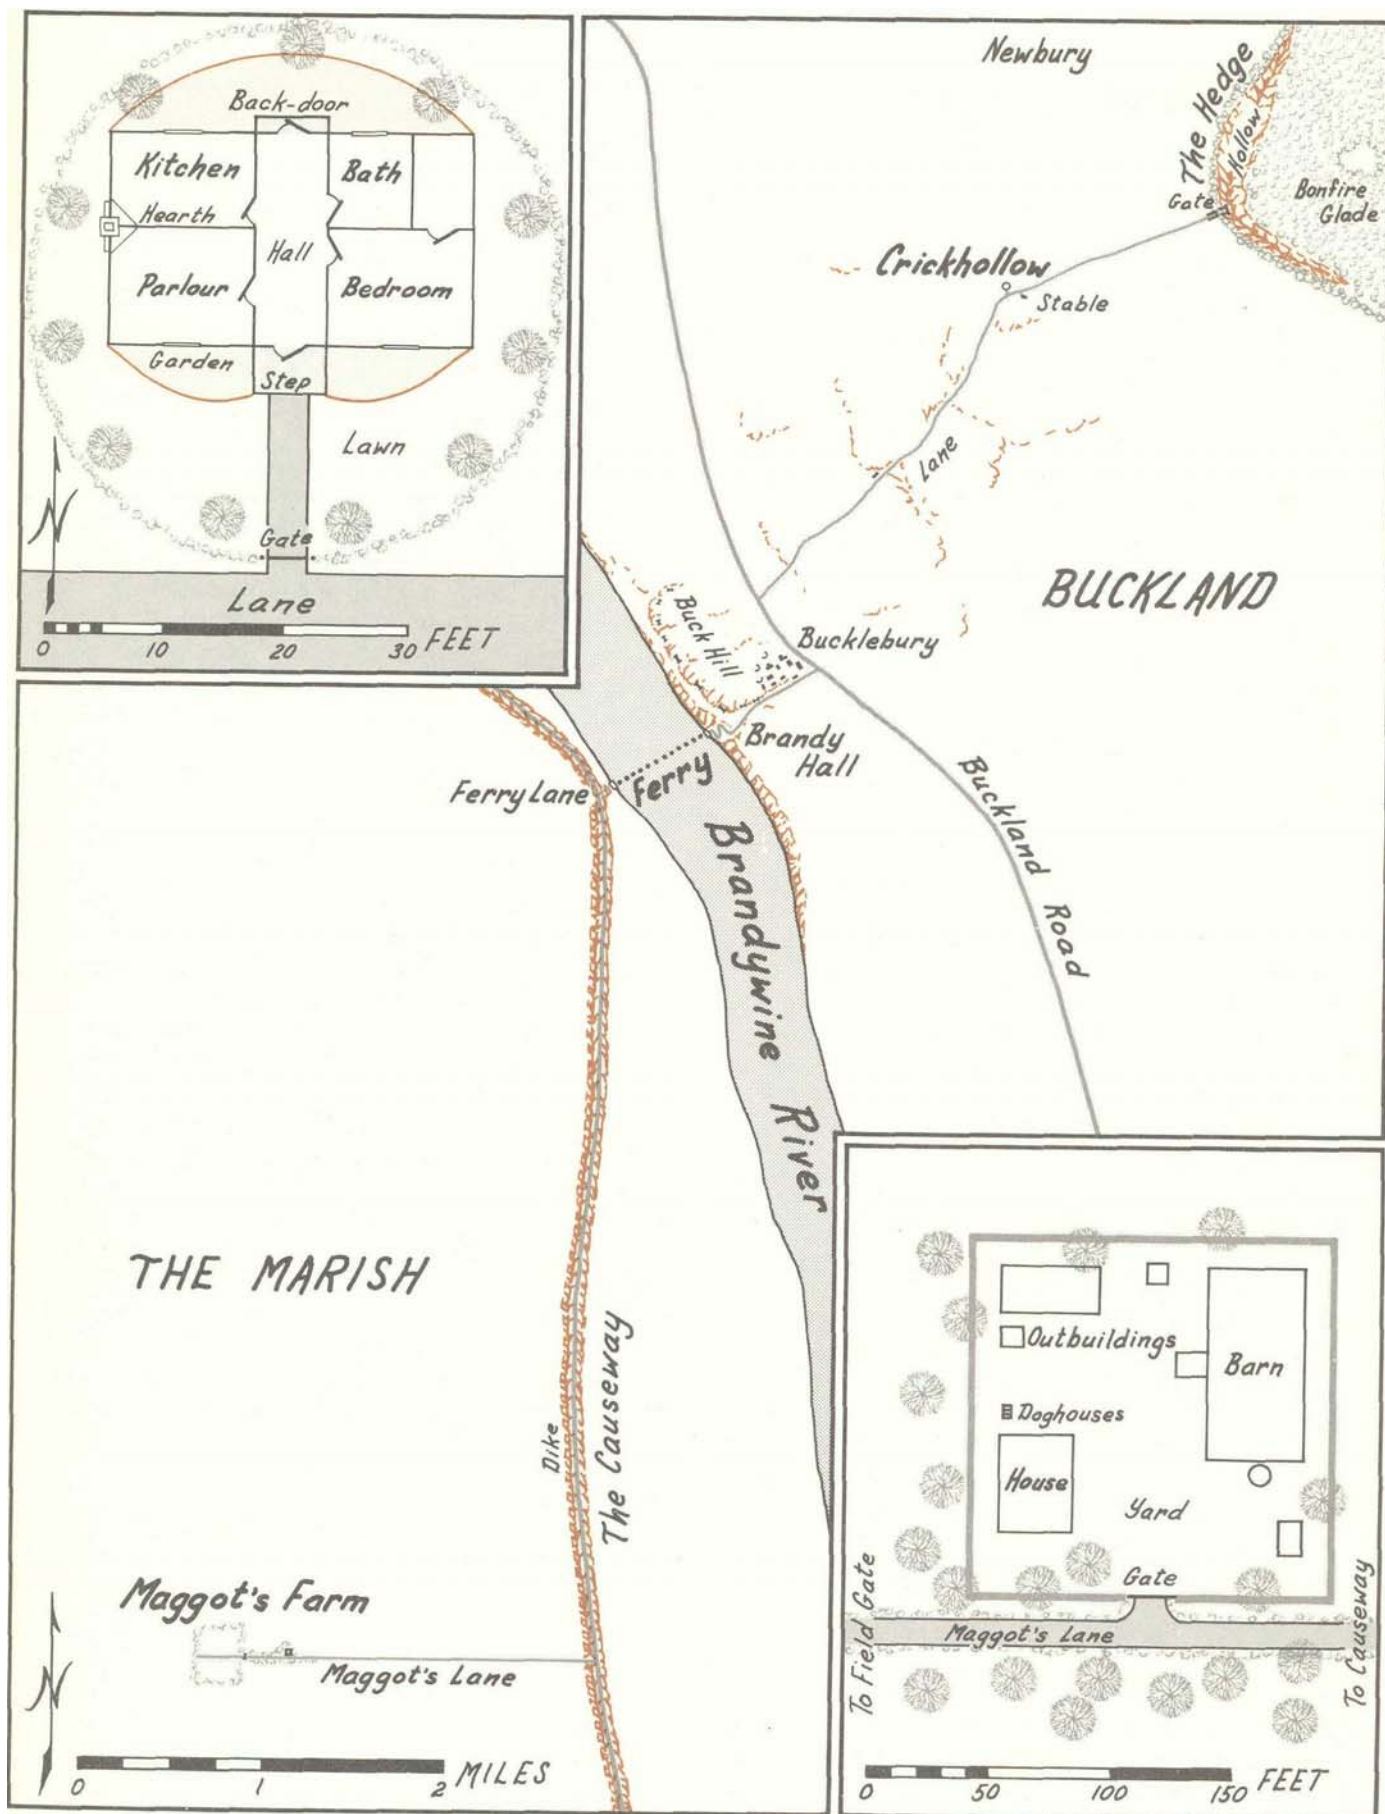 Back-door
Kitchen
Bath
Hearth
Hall
Parlour
Bedroom
Garden
Step
Lawn
N
Gate
Lane
0 10 20 30 FEET
Newbury
The Hedge
Hollow
Bonfire
Glade
Gate
Crickhollow
Stable
Lane
BUCKLAND
Buck Hill
Bucklebury
Brandy
Hall
Ferry Lane
Ferry
Buckland Road
Brandywine River
THE MARISH
Dike
The Causeway
Maggot's Farm
Maggot's Lane
N
0 1 2 MILES
Outbuildings
Barn
Doghouses
House
Yard
Gate
To Field Gate
Maggot's Lane
To Causeway
0 50 100 150 FEET